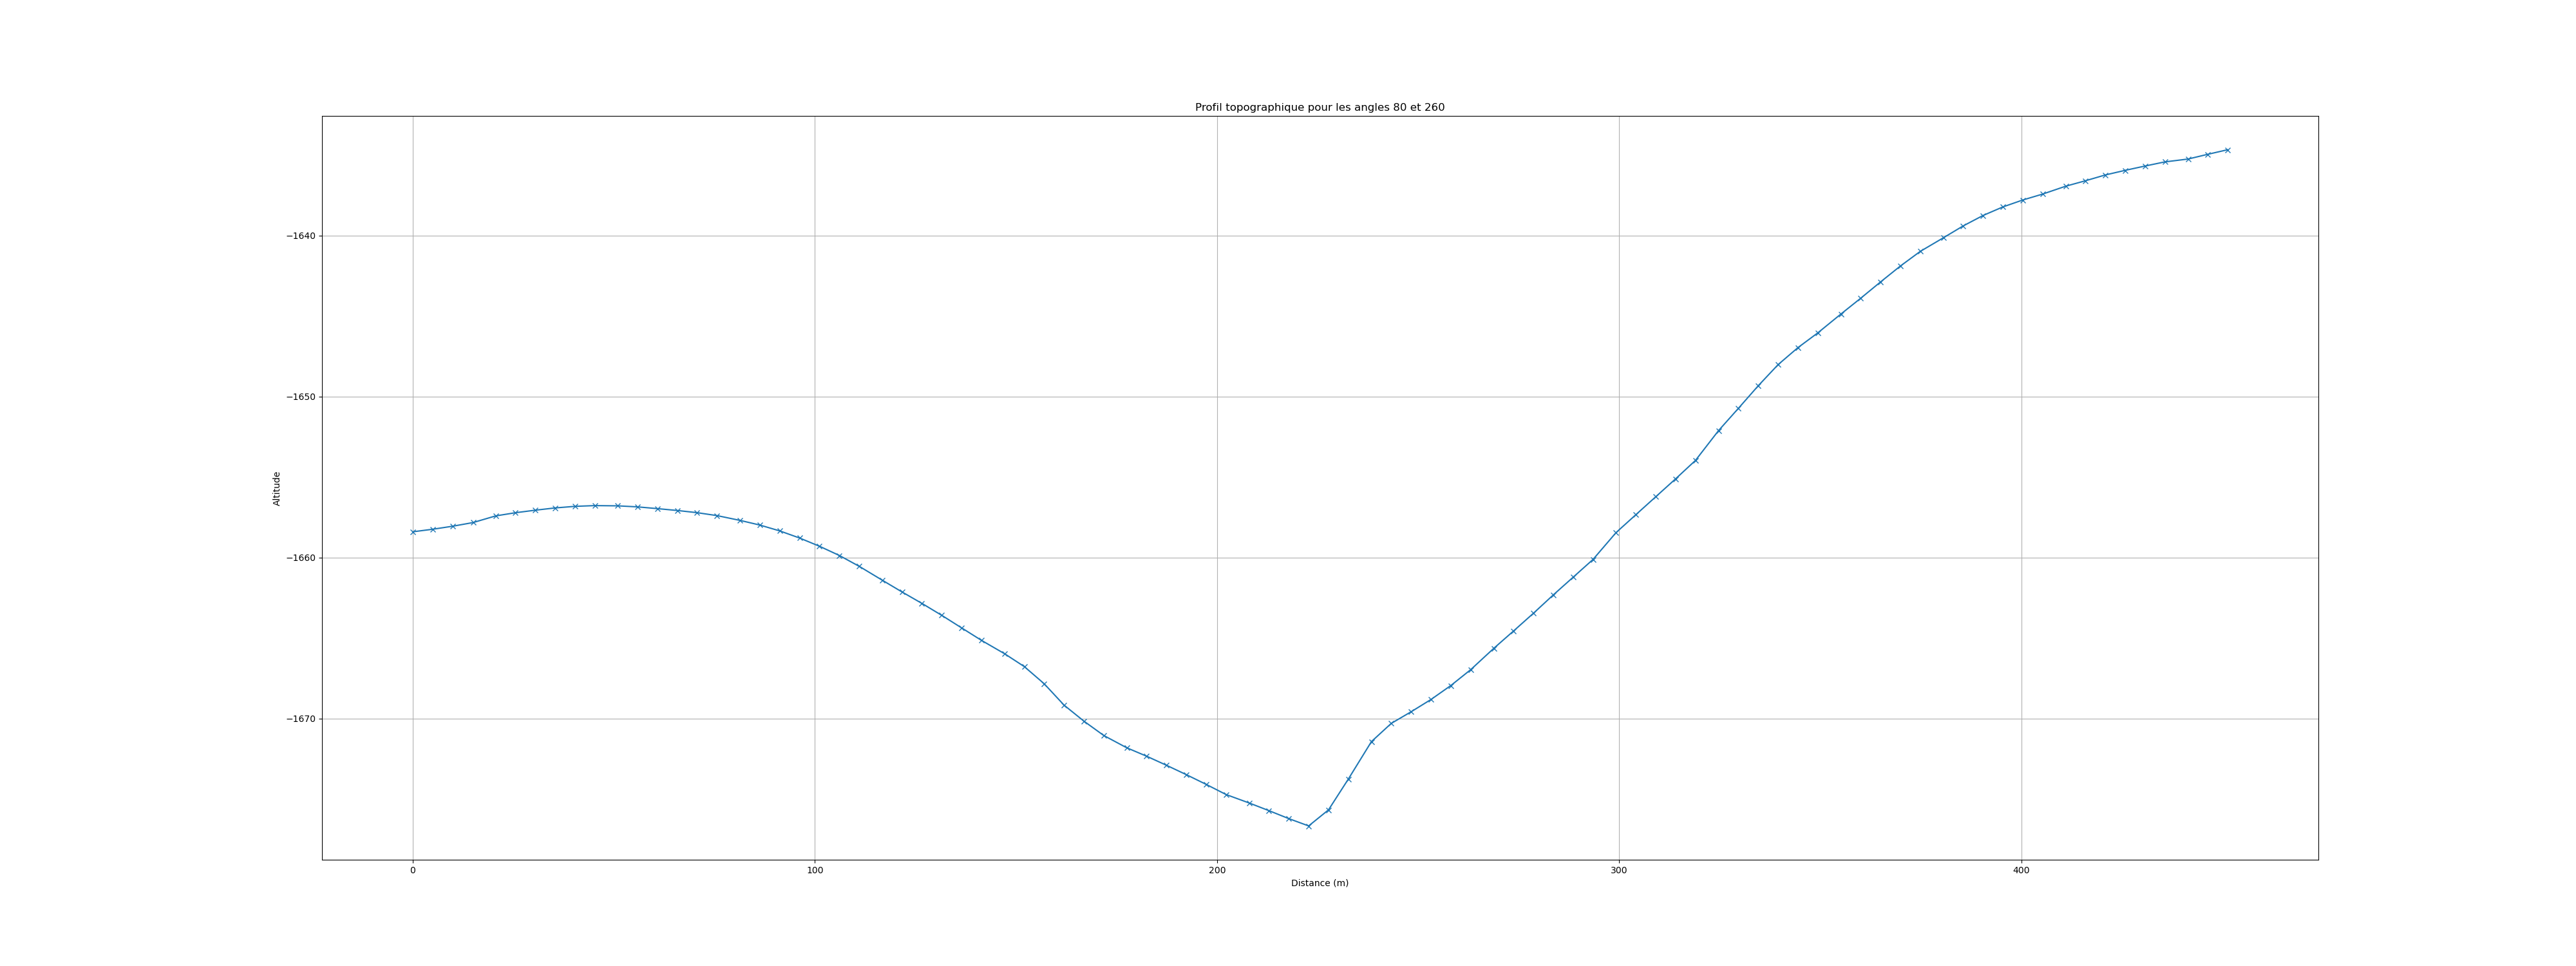 Profil topographique pour les angles 80 et 260
−1640
−1650
Altitude
−1660
−1670
0 100 200 300 400
Distance (m)